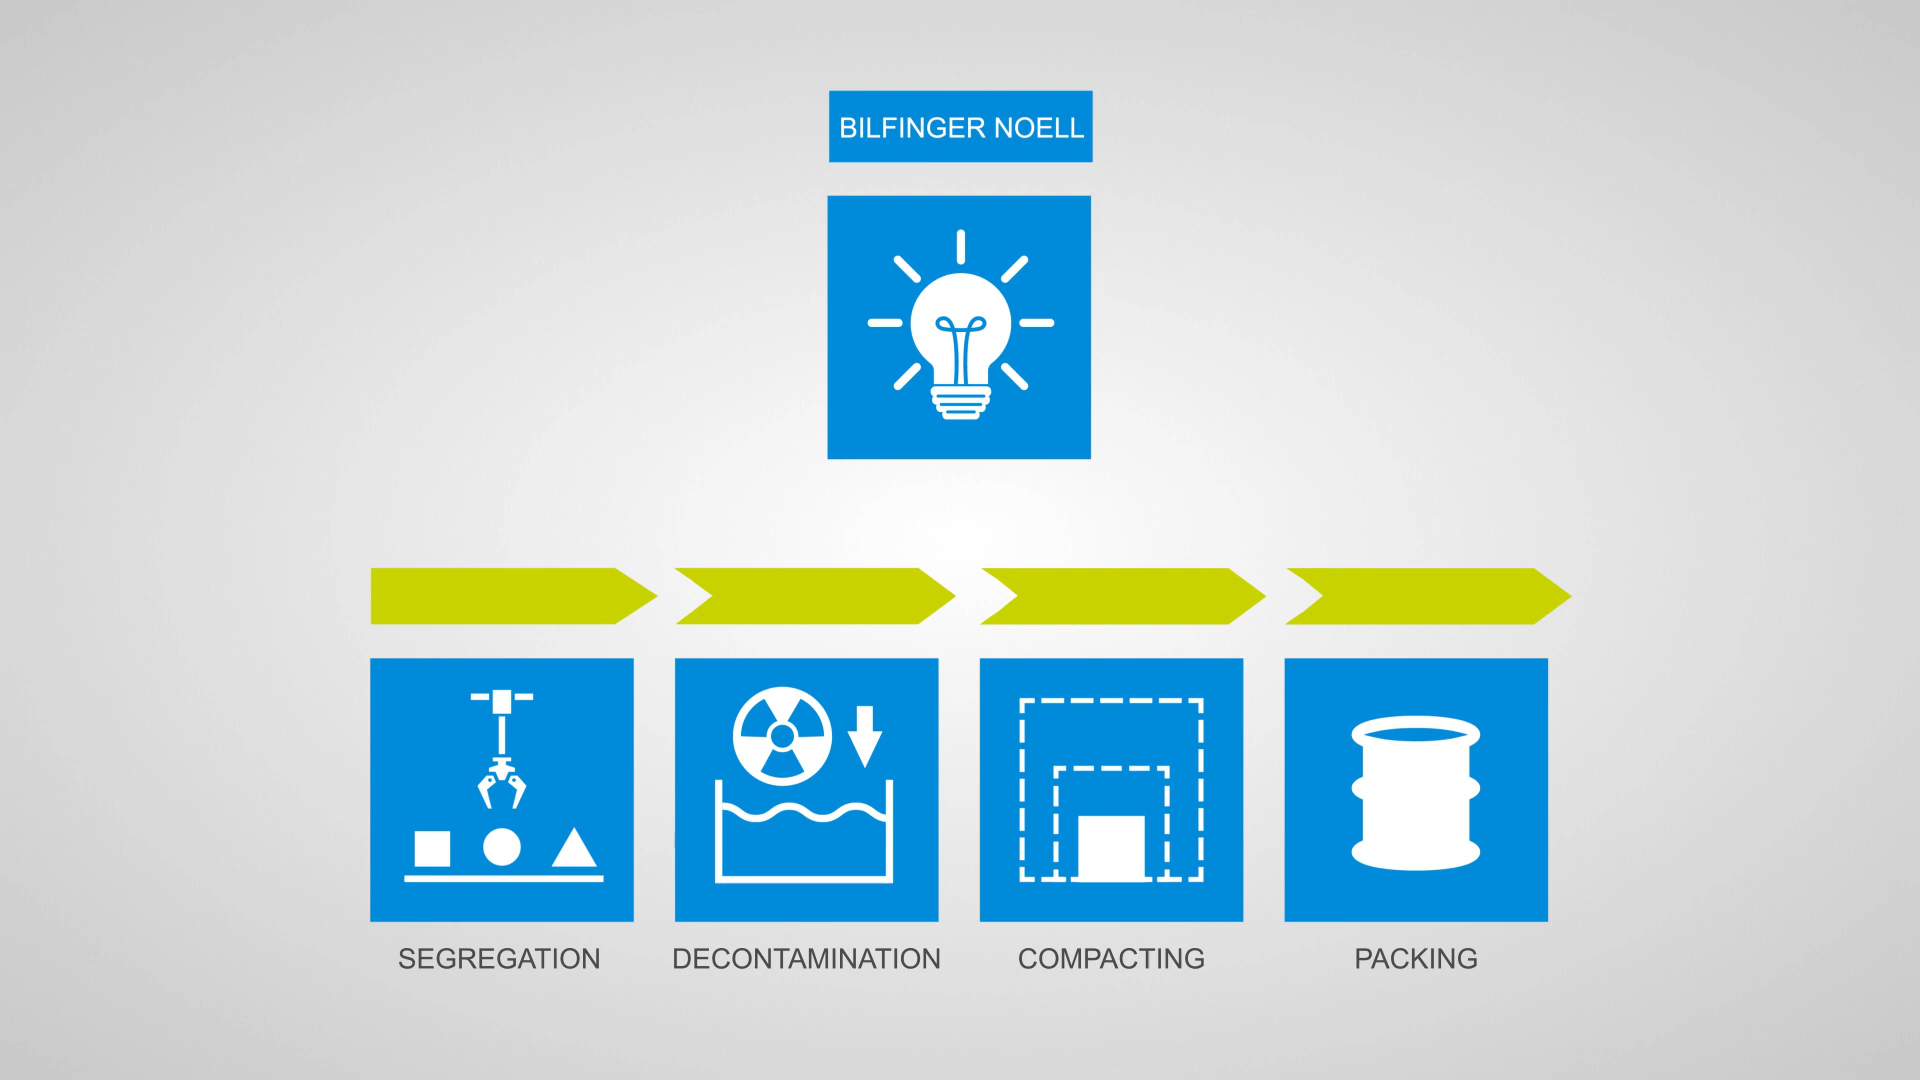 BILFINGER NOELL
SEGREGATION
DECONTAMINATION
COMPACTING
PACKING